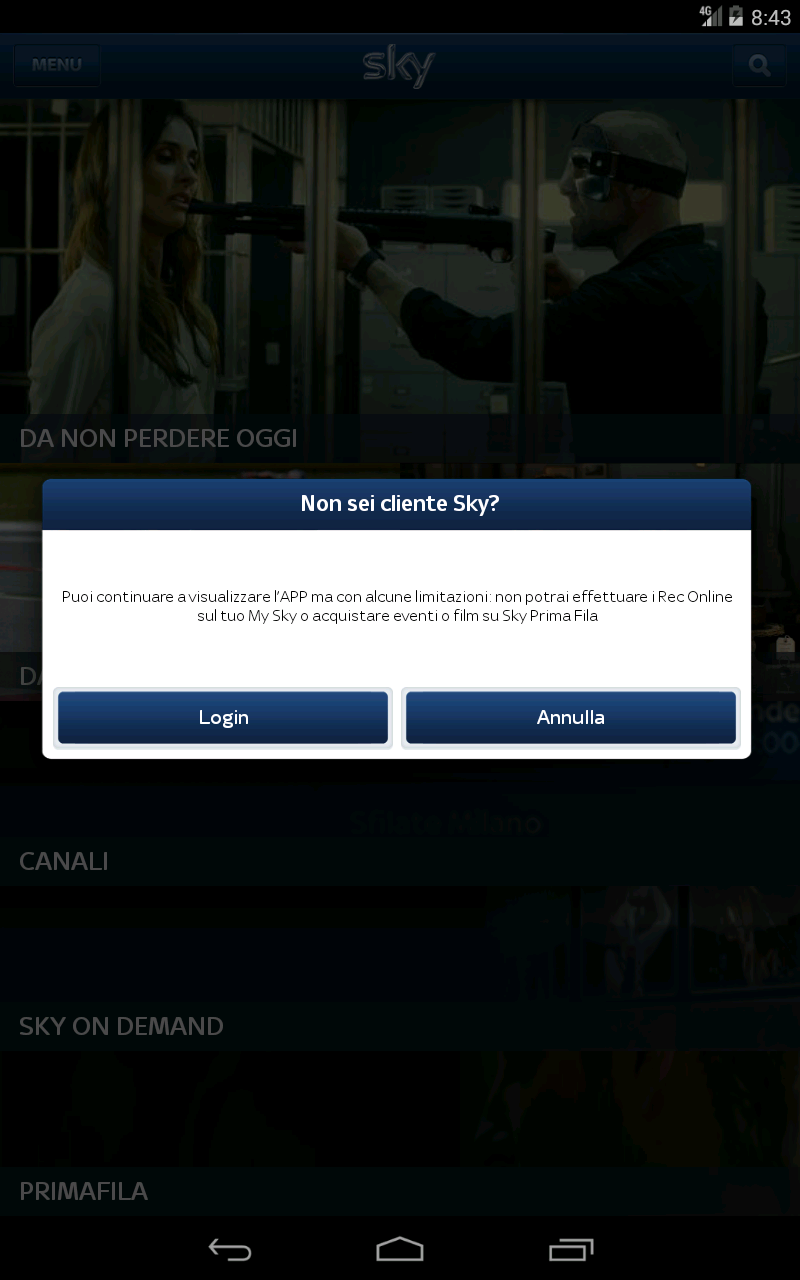 4G 8:43
MENU sky
DA NON PERDERE OGGI
Non sei cliente Sky?
Puoi continuare a visualizzare l'APP ma con alcune limitazioni: non potrai effettuare i Rec Online
sul tuo My Sky o acquistare eventi o film su Sky Prima Fila
Login Annulla
Sfilate Milano
CANALI
SKY ON DEMAND
PRIMAFILA